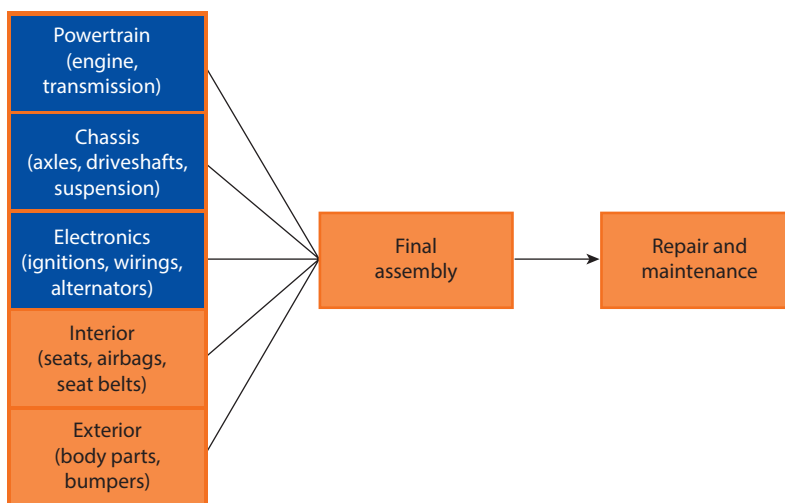 Powertrain
(engine,
transmission)
Chassis
(axles, driveshafts,
suspension)
Electronics
(ignitions, wirings,
alternators)
Interior
(seats, airbags,
seat belts)
Exterior
(body parts,
bumpers)
Final
assembly
Repair and
maintenance